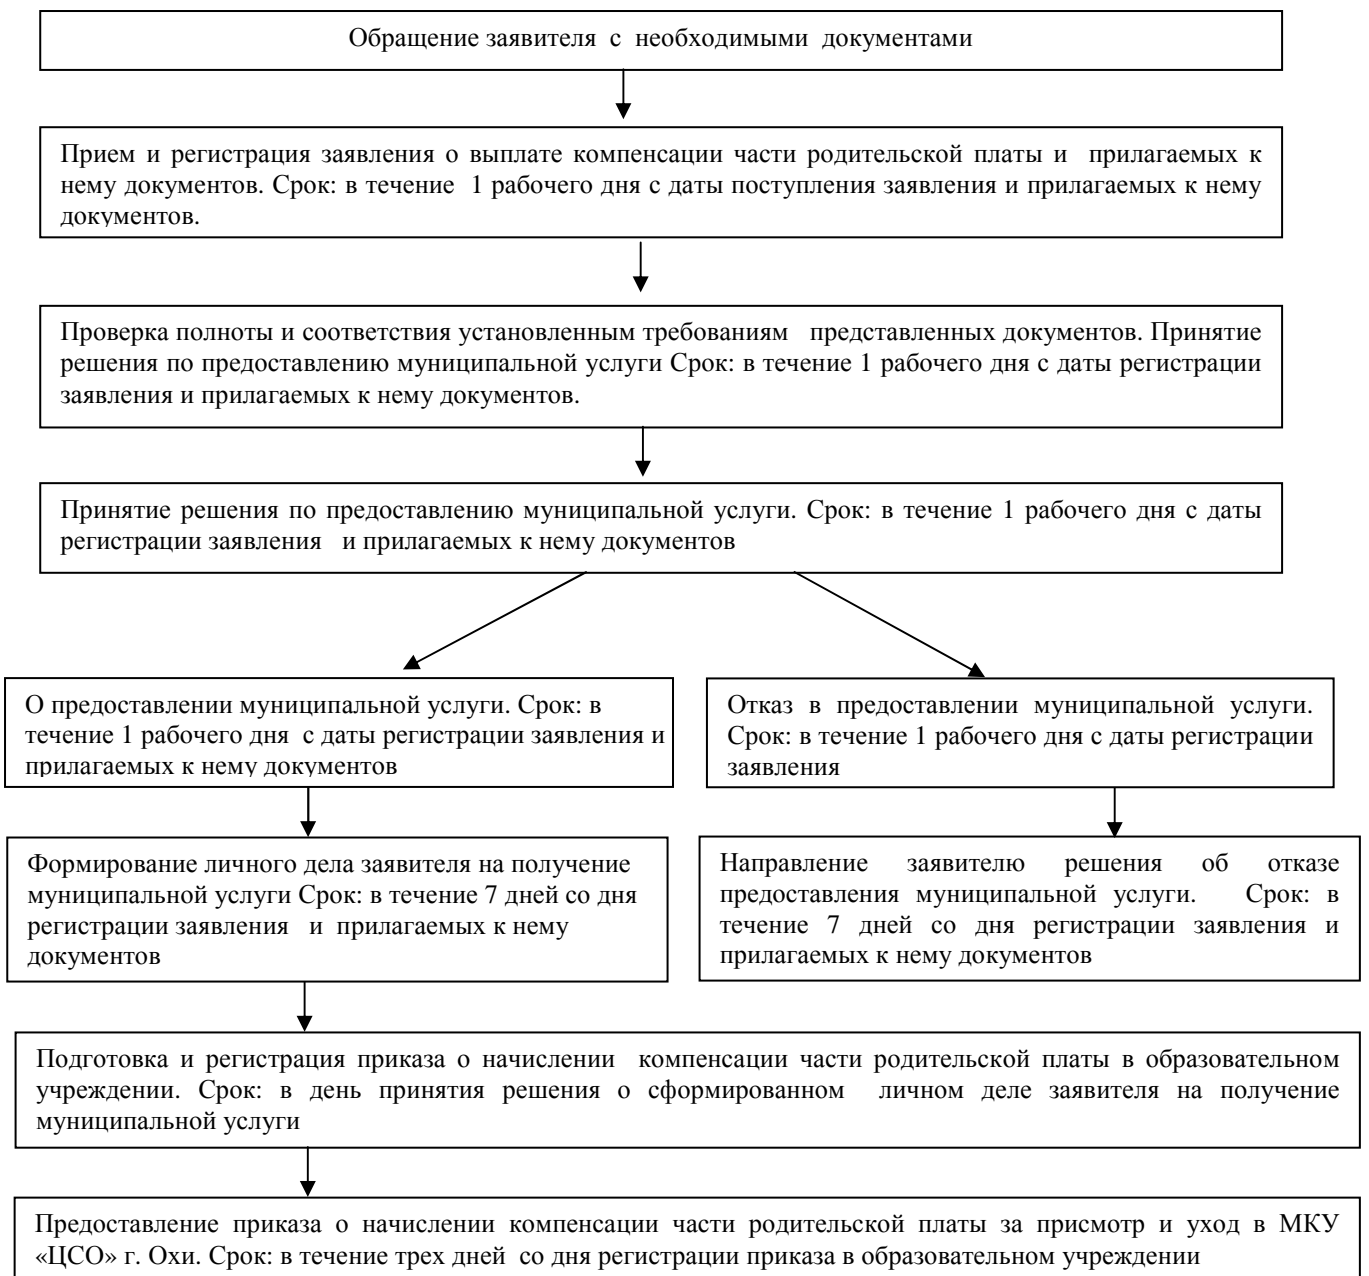 Обращение заявителя с необходимыми документами
Прием и регистрация заявления о выплате компенсации части родительской платы и прилагаемых к
нему документов. Срок: в течение 1 рабочего дня с даты поступления заявления и прилагаемых к нему
документов.
Проверка полноты и соответствия установленным требованиям представленных документов. Принятие
решения по предоставлению муниципальной услуги Срок: в течение 1 рабочего дня с даты регистрации
заявления и прилагаемых к нему документов.
Принятие решения по предоставлению муниципальной услуги. Срок: в течение 1 рабочего дня с даты
регистрации заявления и прилагаемых к нему документов
О предоставлении муниципальной услуги. Срок: в
течение 1 рабочего дня с даты регистрации заявления и
прилагаемых к нему документов
Отказ в предоставлении муниципальной услуги.
Срок: в течение 1 рабочего дня с даты регистрации
заявления
Формирование личного дела заявителя на получение
муниципальной услуги Срок: в течение 7 дней со дня
регистрации заявления и прилагаемых к нему
документов
Направление заявителю решения об отказе
предоставления муниципальной услуги. Срок: в
течение 7 дней со дня регистрации заявления и
прилагаемых к нему документов
Подготовка и регистрация приказа о начислении компенсации части родительской платы в образовательном
учреждении. Срок: в день принятия решения о сформированном личном деле заявителя на получение
муниципальной услуги
Предоставление приказа о начислении компенсации части родительской платы за присмотр и уход в МКУ
«ЦСО» г. Охи. Срок: в течение трех дней со дня регистрации приказа в образовательном учреждении